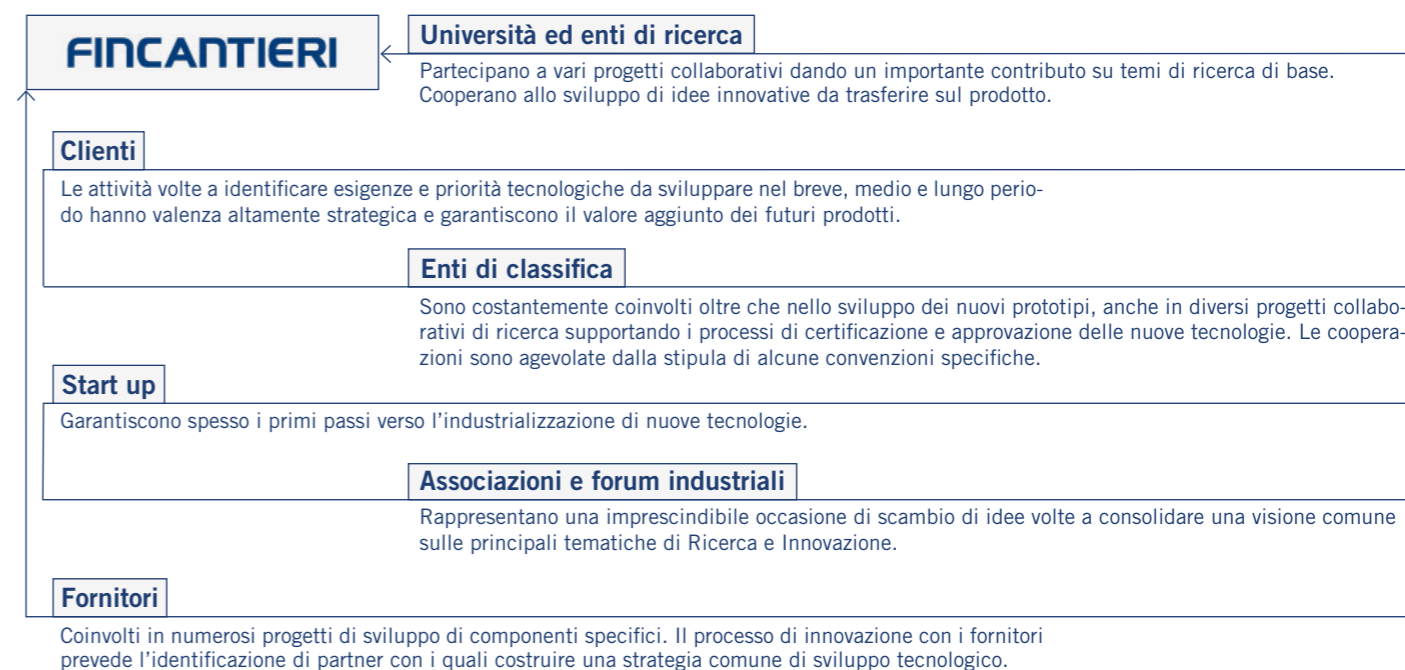 FINCANTIERI
Università ed enti di ricerca
Partecipano a vari progetti collaborativi dando un importante contributo su temi di ricerca di base.
Cooperano allo sviluppo di idee innovative da trasferire sul prodotto.
Clienti
Le attività volte a identificare esigenze e priorità tecnologiche da sviluppare nel breve, medio e lungo perio-
do hanno valenza altamente strategica e garantiscono il valore aggiunto dei futuri prodotti.
Enti di classifica
Sono costantemente coinvolti oltre che nello sviluppo dei nuovi prototipi, anche in diversi progetti collabo-
rativi di ricerca supportando i processi di certificazione e approvazione delle nuove tecnologie. Le coopera-
zioni sono agevolate dalla stipula di alcune convenzioni specifiche.
Start up
Garantiscono spesso i primi passi verso l’industrializzazione di nuove tecnologie.
Associazioni e forum industriali
Rappresentano una imprescindibile occasione di scambio di idee volte a consolidare una visione comune
sulle principali tematiche di Ricerca e Innovazione.
Fornitori
Coinvolti in numerosi progetti di sviluppo di componenti specifici. Il processo di innovazione con i fornitori
prevede l’identificazione di partner con i quali costruire una strategia comune di sviluppo tecnologico.